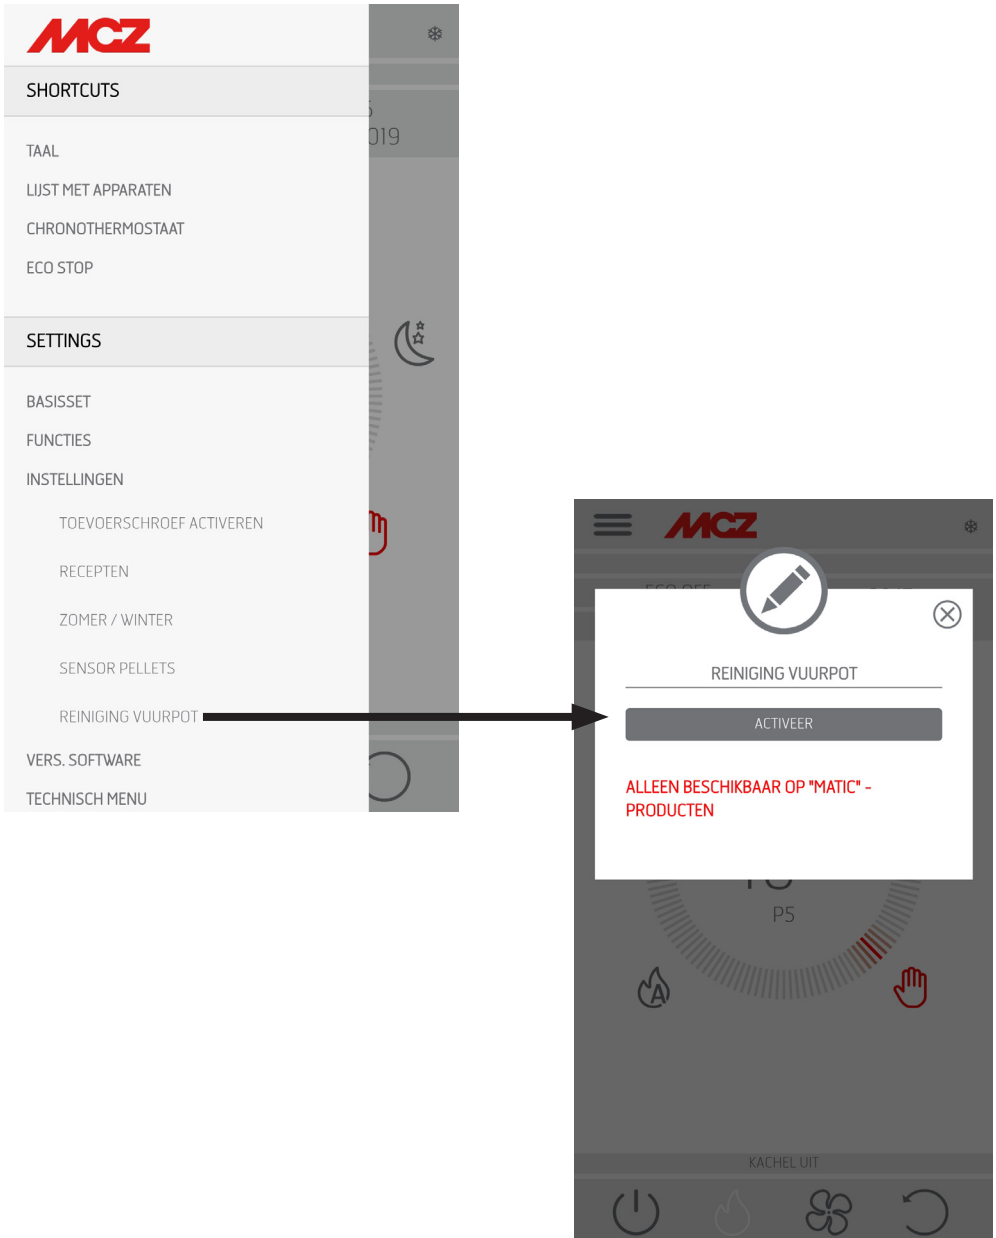 MCZ
SHORTCUTS
TAAL
LIJST MET APPARATEN
CHRONOTHERMOSTAAT
ECO STOP
SETTINGS
BASISSET
FUNCTIES
INSTELLINGEN
TOEVOERSCHROEF ACTIVEREN
RECEPTEN
ZOMER / WINTER
SENSOR PELLETS
REINIGING VUURPOT
VERS. SOFTWARE
TECHNISCH MENU
019
MCZ
REINIGING VUURPOT
ACTIVEER
ALLEEN BESCHIKBAAR OP "MATIC" -
PRODUCTEN
P5
A
KACHEL UIT